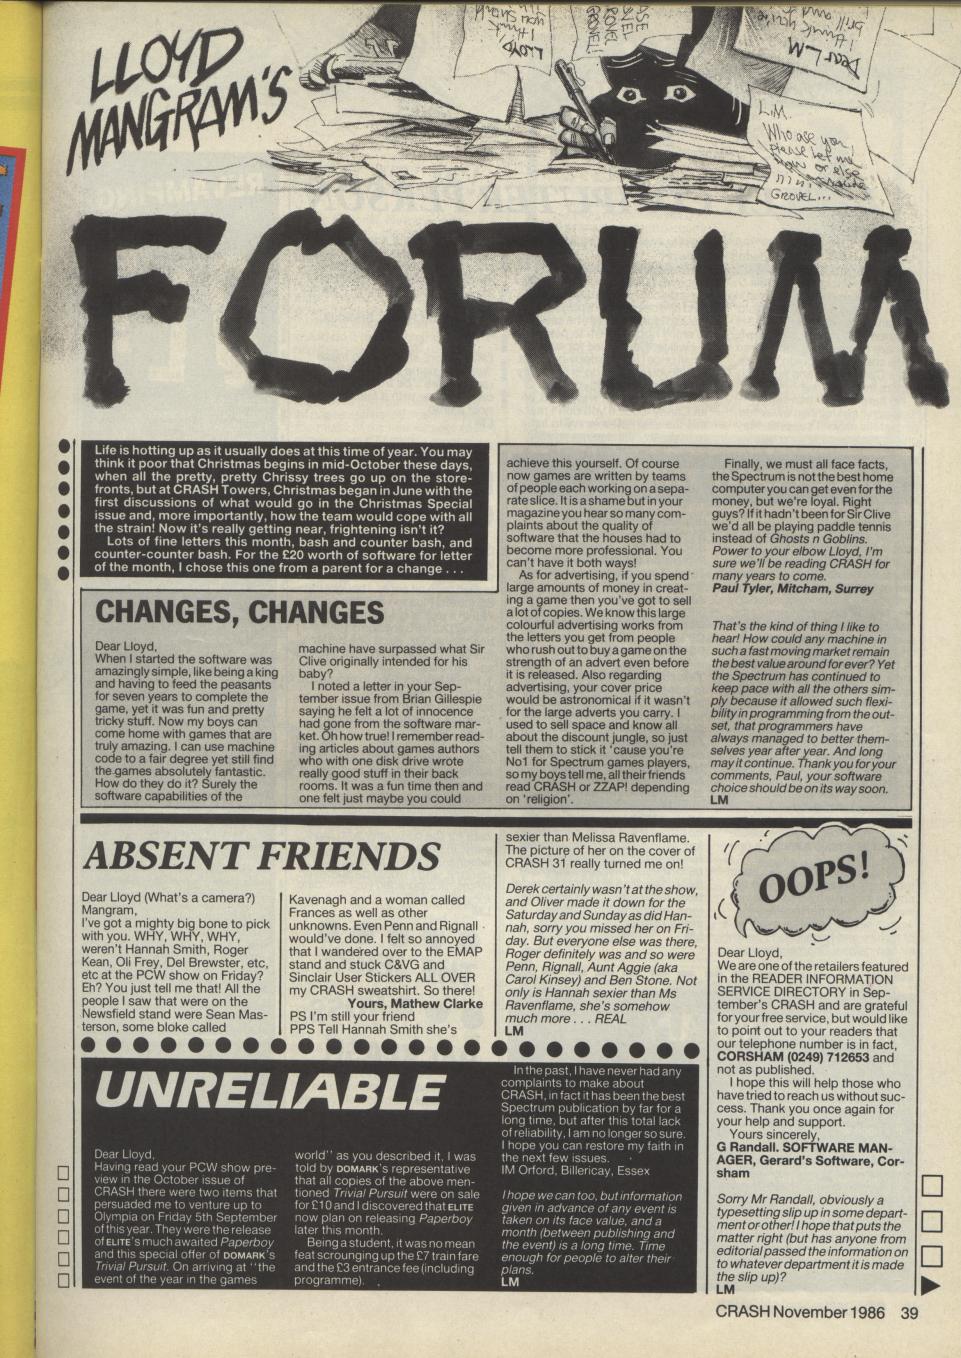 LLOYD
MANGRAM'S
LLOYD
Dear L.M
L.M.
Who are you
please let me
know or else
GROVEL...
FORUM
Life is hotting up as it usually does at this time of year. You may
think it poor that Christmas begins in mid-October these days,
when all the pretty, pretty Chrissy trees go up on the store-
fronts, but at CRASH Towers, Christmas began in June with the
first discussions of what would go in the Christmas Special
issue and, more importantly, how the team would cope with all
the strain! Now it's really getting near, frightening isn't it?
Lots of fine letters this month, bash and counter bash, and
counter-counter bash. For the £20 worth of software for letter
of the month, I chose this one from a parent for a change . . .
CHANGES, CHANGES
Dear Lloyd,
When I started the software was
amazingly simple, like being a king
and having to feed the peasants
for seven years to complete the
game, yet it was fun and pretty
tricky stuff. Now my boys can
come home with games that are
truly amazing. I can use machine
code to a fair degree yet still find
the games absolutely fantastic.
How do they do it? Surely the
software capabilities of the
machine have surpassed what Sir
Clive originally intended for his
baby?
I noted a letter in your Sep-
tember issue from Brian Gillespie
saying he felt a lot of innocence
had gone from the software mar-
ket. Oh how true! I remember read-
ing articles about games authors
who with one disk drive wrote
really good stuff in their back
rooms. It was a fun time then and
one felt just maybe you could
achieve this yourself. Of course
now games are written by teams
of people each working on a sepa-
rate slice. It is a shame but in your
magazine you hear so many com-
plaints about the quality of
software that the houses had to
become more professional. You
can't have it both ways!
As for advertising, if you spend
large amounts of money in creat-
ing a game then you've got to sell
a lot of copies. We know this large
colourful advertising works from
the letters you get from people
who rush out to buy a game on the
strength of an advert even before
it is released. Also regarding
advertising, your cover price
would be astronomical if it wasn't
for the large adverts you carry. I
used to sell space and know all
about the discount jungle, so just
tell them to stick it 'cause you're
No1 for Spectrum games players,
so my boys tell me, all their friends
read CRASH or ZZAP! depending
on 'religion'.
Finally, we must all face facts,
the Spectrum is not the best home
computer you can get even for the
money, but we're loyal. Right
guys? If it hadn't been for Sir Clive
we'd all be playing paddle tennis
instead of Ghosts n Goblins.
Power to your elbow Lloyd, I'm
sure we'll be reading CRASH for
many years to come.
Paul Tyler, Mitcham, Surrey
That's the kind of thing I like to
hear! How could any machine in
such a fast moving market remain
the best value around for ever? Yet
the Spectrum has continued to
keep pace with all the others sim-
ply because it allowed such flexi-
bility in programming from the out-
set, that programmers have
always managed to better them-
selves year after year. And long
may it continue. Thank you for your
comments, Paul, your software
choice should be on its way soon.
LM
ABSENT FRIENDS
Dear Lloyd (What's a camera?)
Mangram,
I've got a mighty big bone to pick
with you. WHY, WHY, WHY,
weren't Hannah Smith, Roger
Kean, Oli Frey, Del Brewster, etc,
etc at the PCW show on Friday?
Eh? You just tell me that! All the
people I saw that were on the
Newsfield stand were Sean Mas-
terson, some bloke called
Kavenagh and a woman called
Frances as well as other
unknowns. Even Penn and Rignall
would've done. I felt so annoyed
that I wandered over to the EMAP
stand and stuck C&VG and
Sinclair User Stickers ALL OVER
my CRASH sweatshirt. So there!
Yours, Mathew Clarke
PS I'm still your friend
PPS Tell Hannah Smith she's
sexier than Melissa Ravenflame.
The picture of her on the cover of
CRASH 31 really turned me on!
Derek certainly wasn't at the show,
and Oliver made it down for the
Saturday and Sunday as did Han-
nah, sorry you missed her on Fri-
day. But everyone else was there,
Roger definitely was and so were
Penn, Rignall, Aunt Aggie (aka
Carol Kinsey) and Ben Stone. Not
only is Hannah sexier than Ms
Ravenflame, she's somehow
much more . . . REAL
LM
OOPS!
Dear Lloyd,
We are one of the retailers featured
in the READER INFORMATION
SERVICE DIRECTORY in Sep-
tember's CRASH and are grateful
for your free service, but would like
to point out to your readers that
our telephone number is in fact,
CORSHAM (0249) 712653 and
not as published.
I hope this will help those who
have tried to reach us without suc-
cess. Thank you once again for
your help and support.
Yours sincerely,
G Randall. SOFTWARE MAN-
AGER, Gerard's Software, Cor-
sham
Sorry Mr Randall, obviously a
typesetting slip up in some depart-
ment or other! I hope that puts the
matter right (but has anyone from
editorial passed the information on
to whatever department it is made
the slip up)?
LM
UNRELIABLE
Dear Lloyd,
Having read your PCW show pre-
view in the October issue of
CRASH there were two items that
persuaded me to venture up to
Olympia on Friday 5th September
of this year. They were the release
of ELITE's much awaited Paperboy
and this special offer of DOMARK's
Trivial Pursuit. On arriving at ''the
event of the year in the games
world'' as you described it, I was
told by DOMARK's representative
that all copies of the above men-
tioned Trivial Pursuit were on sale
for £10 and I discovered that ELITE
now plan on releasing Paperboy
later this month.
Being a student, it was no mean
feat scrounging up the £7 train fare
and the £3 entrance fee (including
programme).
In the past, I have never had any
complaints to make about
CRASH, in fact it has been the best
Spectrum publication by far for a
long time, but after this total lack
of reliability, I am no longer so sure.
I hope you can restore my faith in
the next few issues.
IM Orford, Billericay, Essex
I hope we can too, but information
given in advance of any event is
taken on its face value, and a
month (between publishing and
the event) is a long time. Time
enough for people to alter their
plans.
LM
CRASH November 1986 39